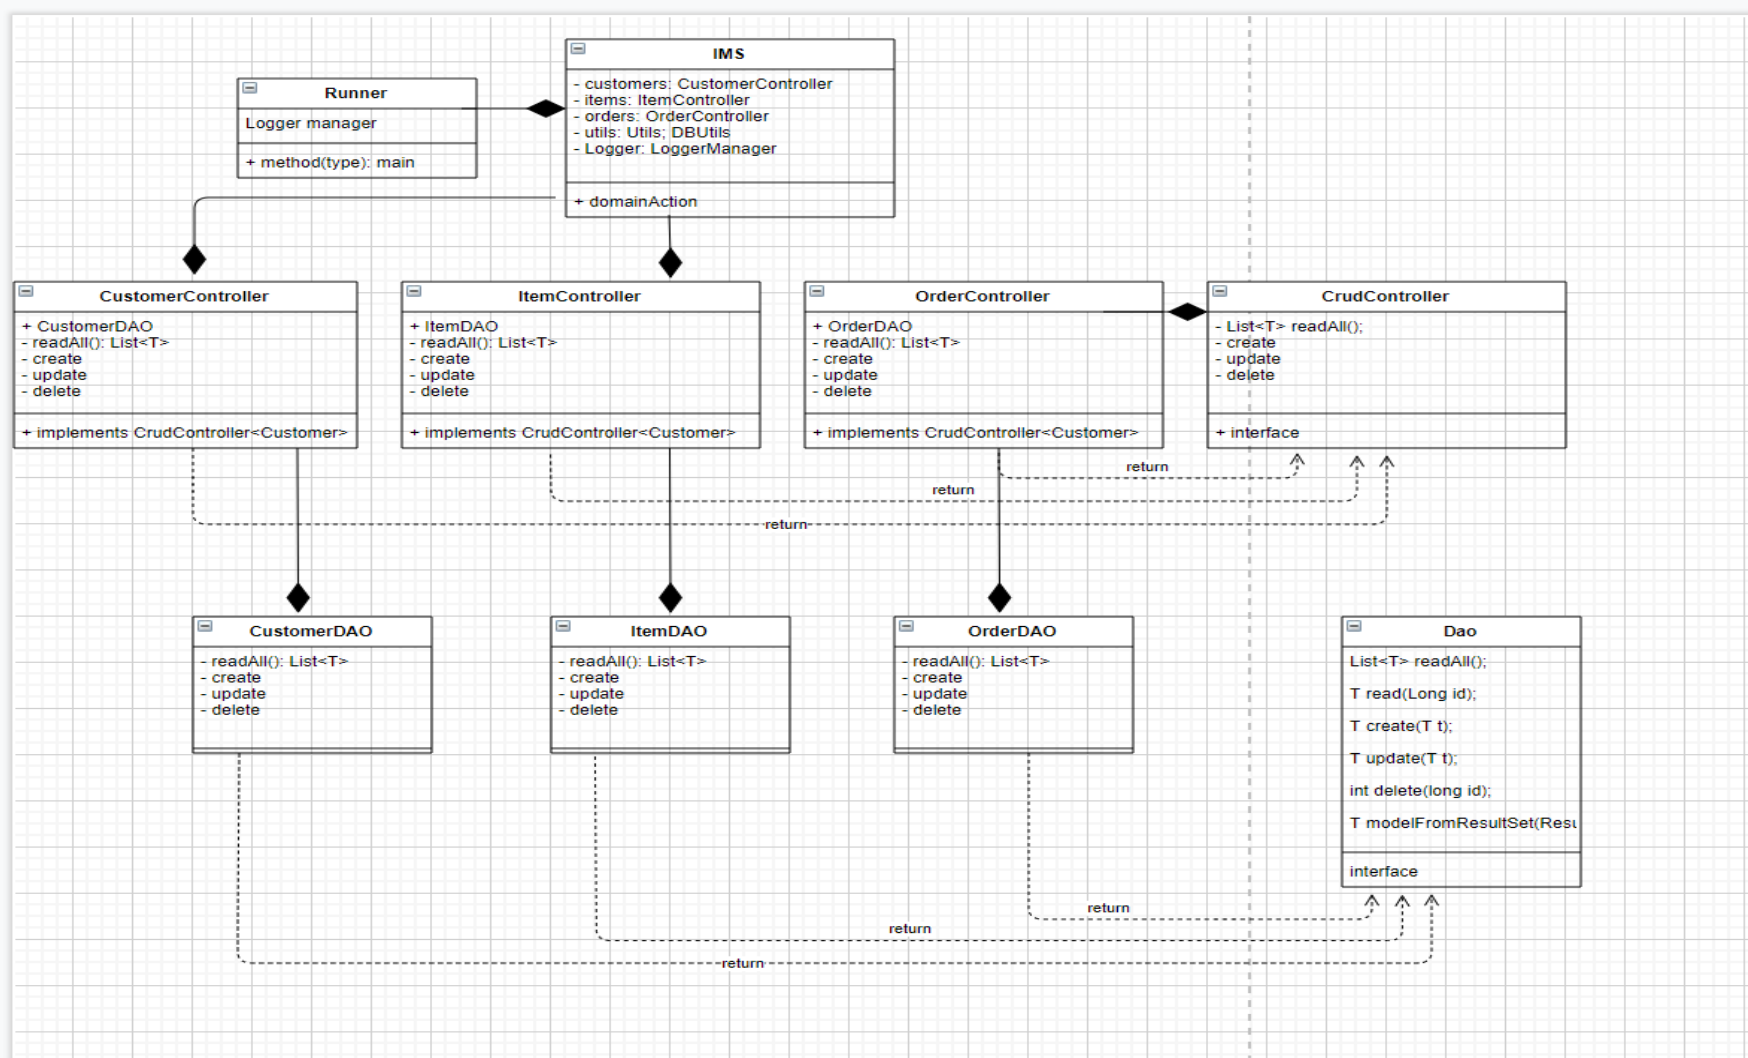 IMS
- customers: CustomerController
- items: ItemController
- orders: OrderController
- utils: Utils; DBUtils
- Logger: LoggerManager
+ domainAction
Runner
Logger manager
+ method(type): main
CustomerController
+ CustomerDAO
- readAll(): List<T>
- create
- update
- delete
+ implements CrudController<Customer>
ItemController
+ ItemDAO
- readAll(): List<T>
- create
- update
- delete
+ implements CrudController<Customer>
OrderController
+ OrderDAO
- readAll(): List<T>
- create
- update
- delete
+ implements CrudController<Customer>
CrudController
- List<T> readAll();
- create
- update
- delete
+ interface
return
return
return
CustomerDAO
- readAll(): List<T>
- create
- update
- delete
ItemDAO
- readAll(): List<T>
- create
- update
- delete
OrderDAO
- readAll(): List<T>
- create
- update
- delete
Dao
List<T> readAll();
T read(Long id);
T create(T t);
T update(T t);
int delete(long id);
T modelFromResultSet(Resu
interface
return
return
return